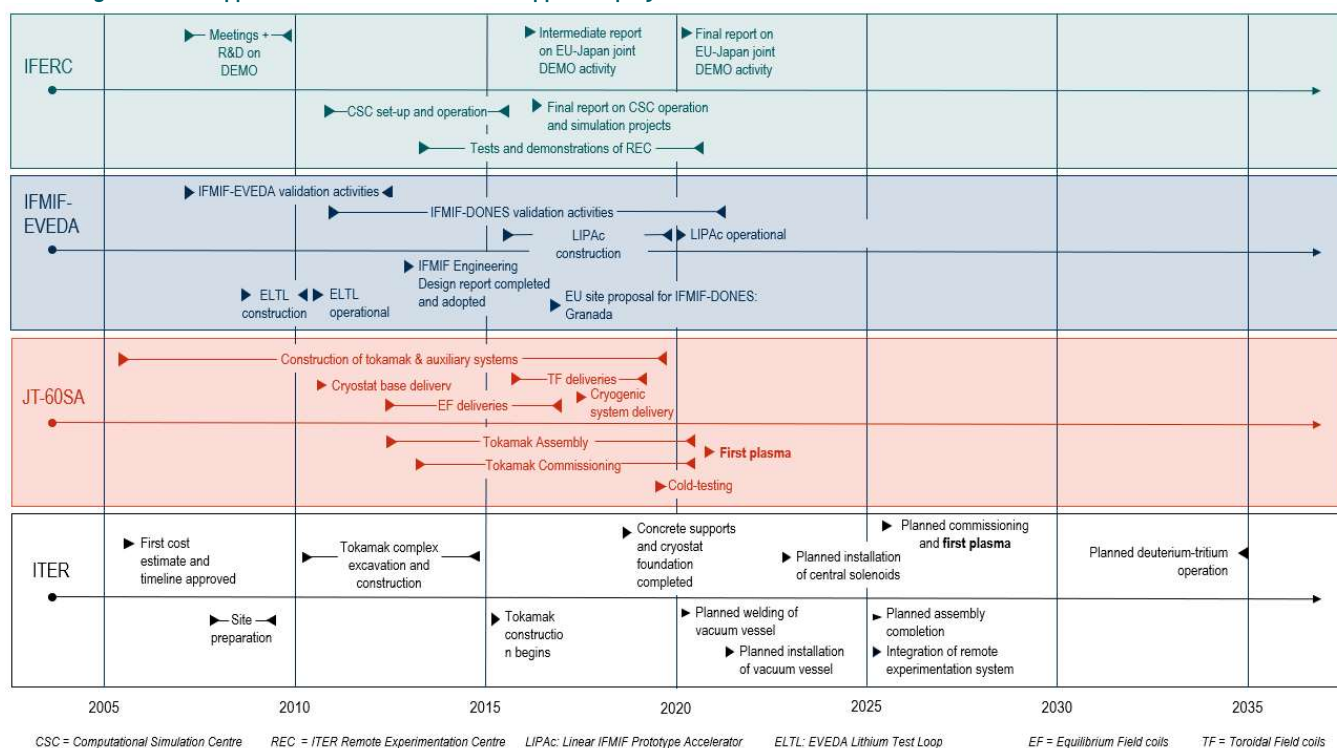 IFERC
Meetings +
R&D on
DEMO
Intermediate report
on EU-Japan joint
DEMO activity
Final report on
EU-Japan joint
DEMO activity
CSC set-up and operation
Final report on CSC operation
and simulation projects
Tests and demonstrations of REC
IFMIF-
EVEDA
IFMIF-EVEDA validation activities
IFMIF-DONES validation activities
LIPAc
construction
LIPAc operational
IFMIF Engineering
Design report completed
and adopted
ELTL
construction
ELTL
operational
EU site proposal for IFMIF-DONES:
Granada
JT-60SA
Construction of tokamak & auxiliary systems
Cryostat base delivery
TF deliveries
EF deliveries
Cryogenic
system delivery
Tokamak Assembly
First plasma
Tokamak Commissioning
Cold-testing
ITER
First cost
estimate and
timeline approved
Tokamak complex
excavation and
construction
Concrete supports
and cryostat
foundation
completed
Planned installation
of central solenoids
Planned commissioning
and first plasma
Planned deuterium-tritium
operation
Site
preparation
Tokamak
constructio
n begins
Planned welding of
vacuum vessel
Planned installation
of vacuum vessel
Planned assembly
completion
Integration of remote
experimentation system
2005 2010 2015 2020 2025 2030 2035
CSC = Computational Simulation Centre REC = ITER Remote Experimentation Centre LIPAc: Linear IFMIF Prototype Accelerator ELTL: EVEDA Lithium Test Loop EF = Equilibrium Field coils TF = Toroidal Field coils